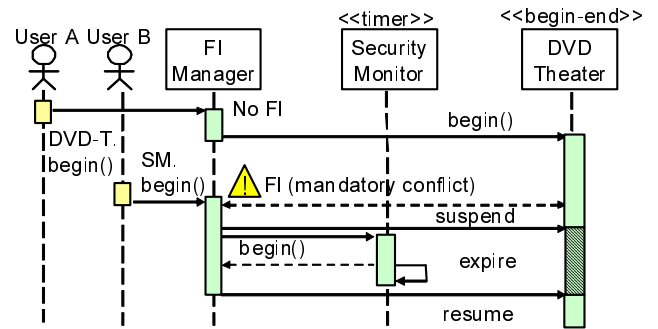 <<timer>>
<<begin-end>>
User A
User B
FI
Manager
Security
Monitor
DVD
Theater
No FI
begin()
DVD-T.
begin()
SM.
begin()
! FI (mandatory conflict)
suspend
begin()
expire
resume